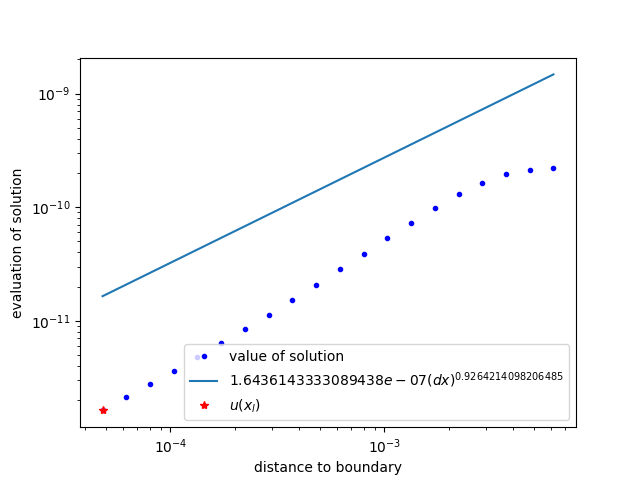 10⁻⁹
10⁻¹⁰
10⁻¹¹
evaluation of solution
value of solution
1.6436143333089438e − 07(dx)^0.9264214098206485
u(x_l)
10⁻⁴
10⁻³
distance to boundary